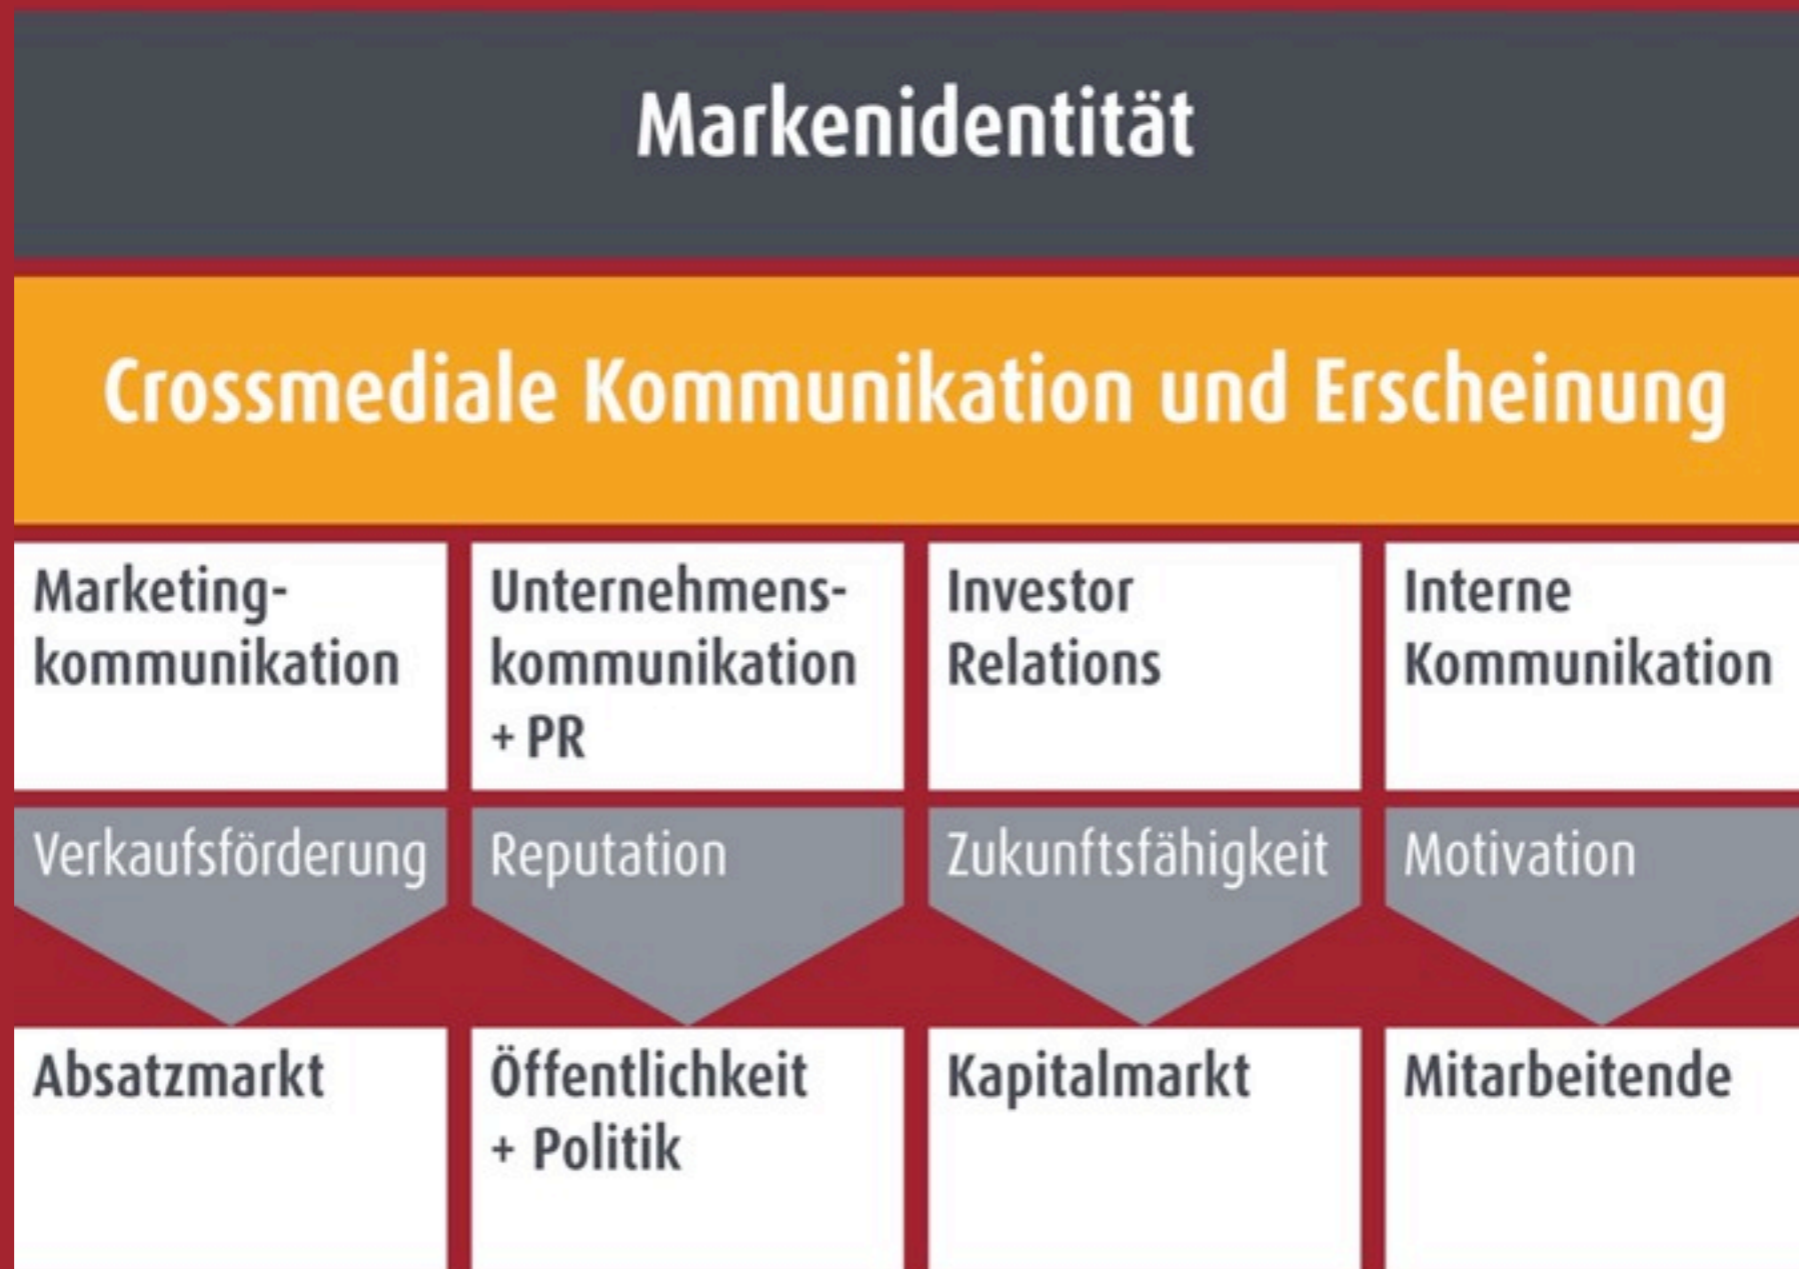 Markenidentität
Crossmediale Kommunikation und Erscheinung
Marketing-
kommunikation
Unternehmens-
kommunikation
+ PR
Investor
Relations
Interne
Kommunikation
Verkaufsförderung
Reputation
Zukunftsfähigkeit
Motivation
Absatzmarkt
Öffentlichkeit
+ Politik
Kapitalmarkt
Mitarbeitende